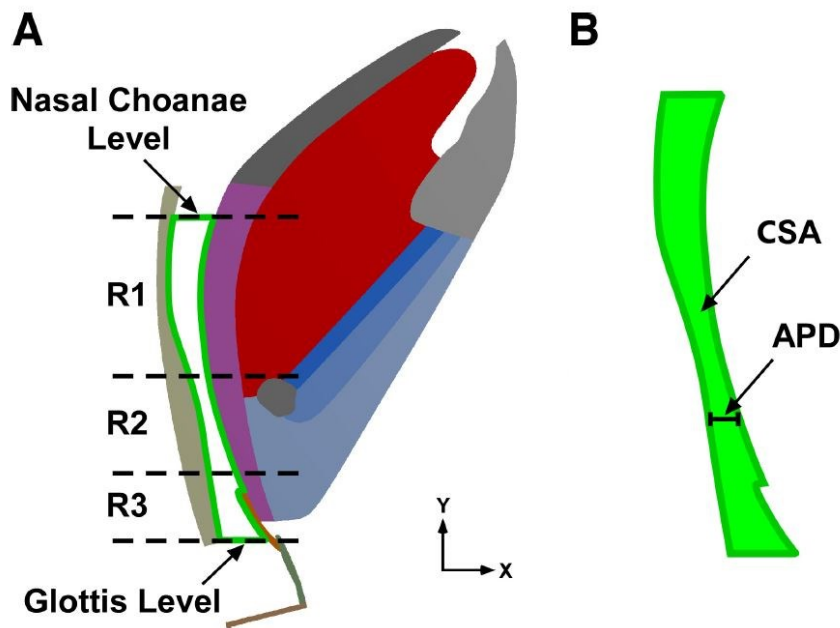 A
B
Nasal Choanae
Level
R1
R2
R3
Glottis Level
Y
X
CSA
APD